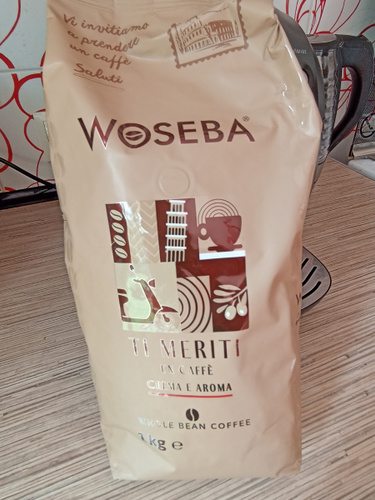 Vi invitiamo
a prendere
un caffè
Saluti
WOSEBA®
TI MERITI
UN CAFFÈ
CREMA E AROMA
WHOLE BEAN COFFEE
1 kg e